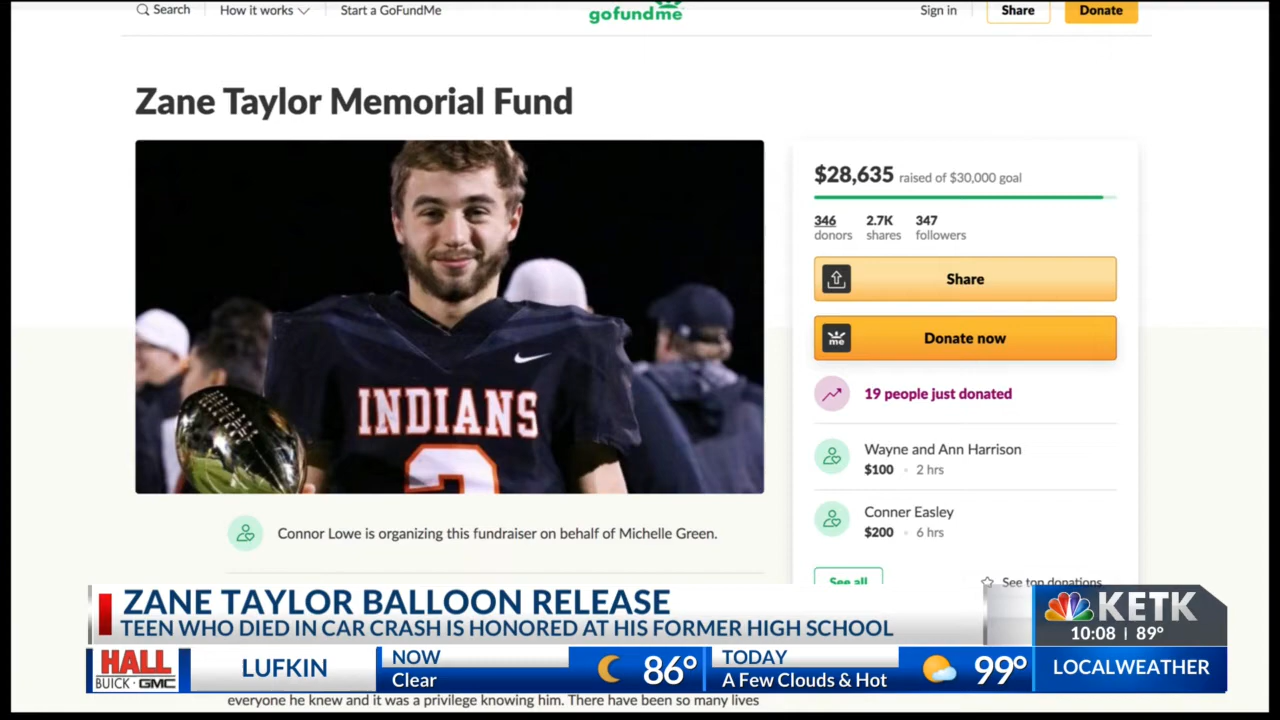 Search
How it works
Start a GoFundMe
gofundme
Sign in
Share
Donate
Zane Taylor Memorial Fund
INDIANS
2
$28,635 raised of $30,000 goal
346
donors
2.7K
shares
347
followers
Share
me
Donate now
19 people just donated
Wayne and Ann Harrison
$100 • 2 hrs
Conner Easley
$200 • 6 hrs
See all
See top donations
Connor Lowe is organizing this fundraiser on behalf of Michelle Green.
ZANE TAYLOR BALLOON RELEASE
TEEN WHO DIED IN CAR CRASH IS HONORED AT HIS FORMER HIGH SCHOOL
KETK
10:08 | 89°
HALL
BUICK · GMC
LUFKIN
NOW
Clear
86°
TODAY
A Few Clouds & Hot
99°
LOCALWEATHER
everyone he knew and it was a privilege knowing him. There have been so many lives